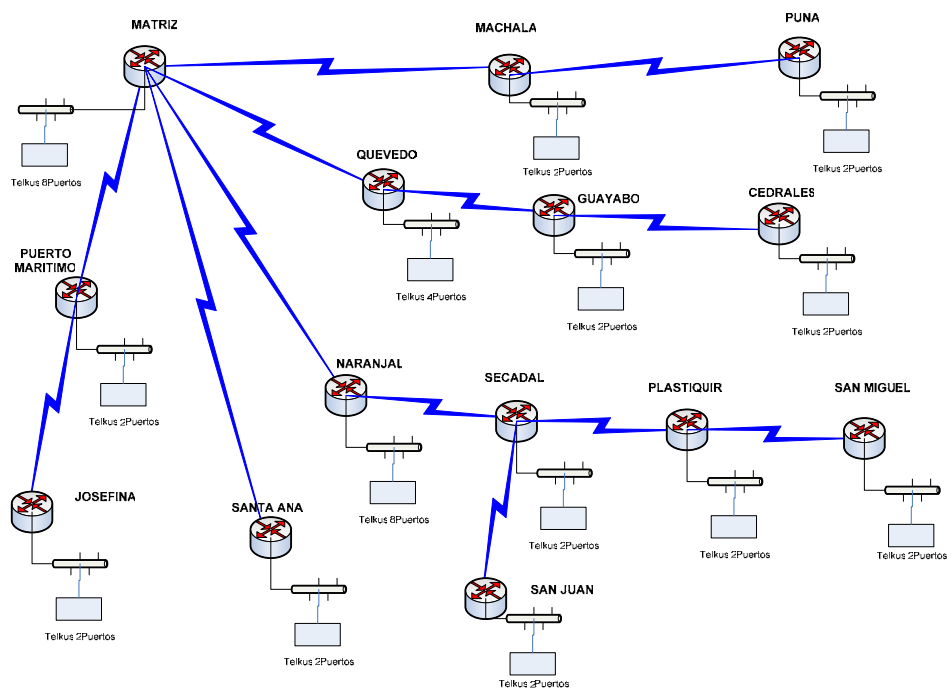 MATRIZ
MACHALA
PUNA
Telkus 8Puertos
Telkus 2Puertos
Telkus 2Puertos
QUEVEDO
GUAYABO
CEDRALES
Telkus 4Puertos
Telkus 2Puertos
Telkus 2Puertos
PUERTO
MARITIMO
Telkus 2Puertos
NARANJAL
SECADAL
PLASTIQUIR
SAN MIGUEL
Telkus 8Puertos
Telkus 2Puertos
Telkus 2Puertos
Telkus 2Puertos
JOSEFINA
SANTA ANA
SAN JUAN
Telkus 2Puertos
Telkus 2Puertos
Telkus 2Puertos